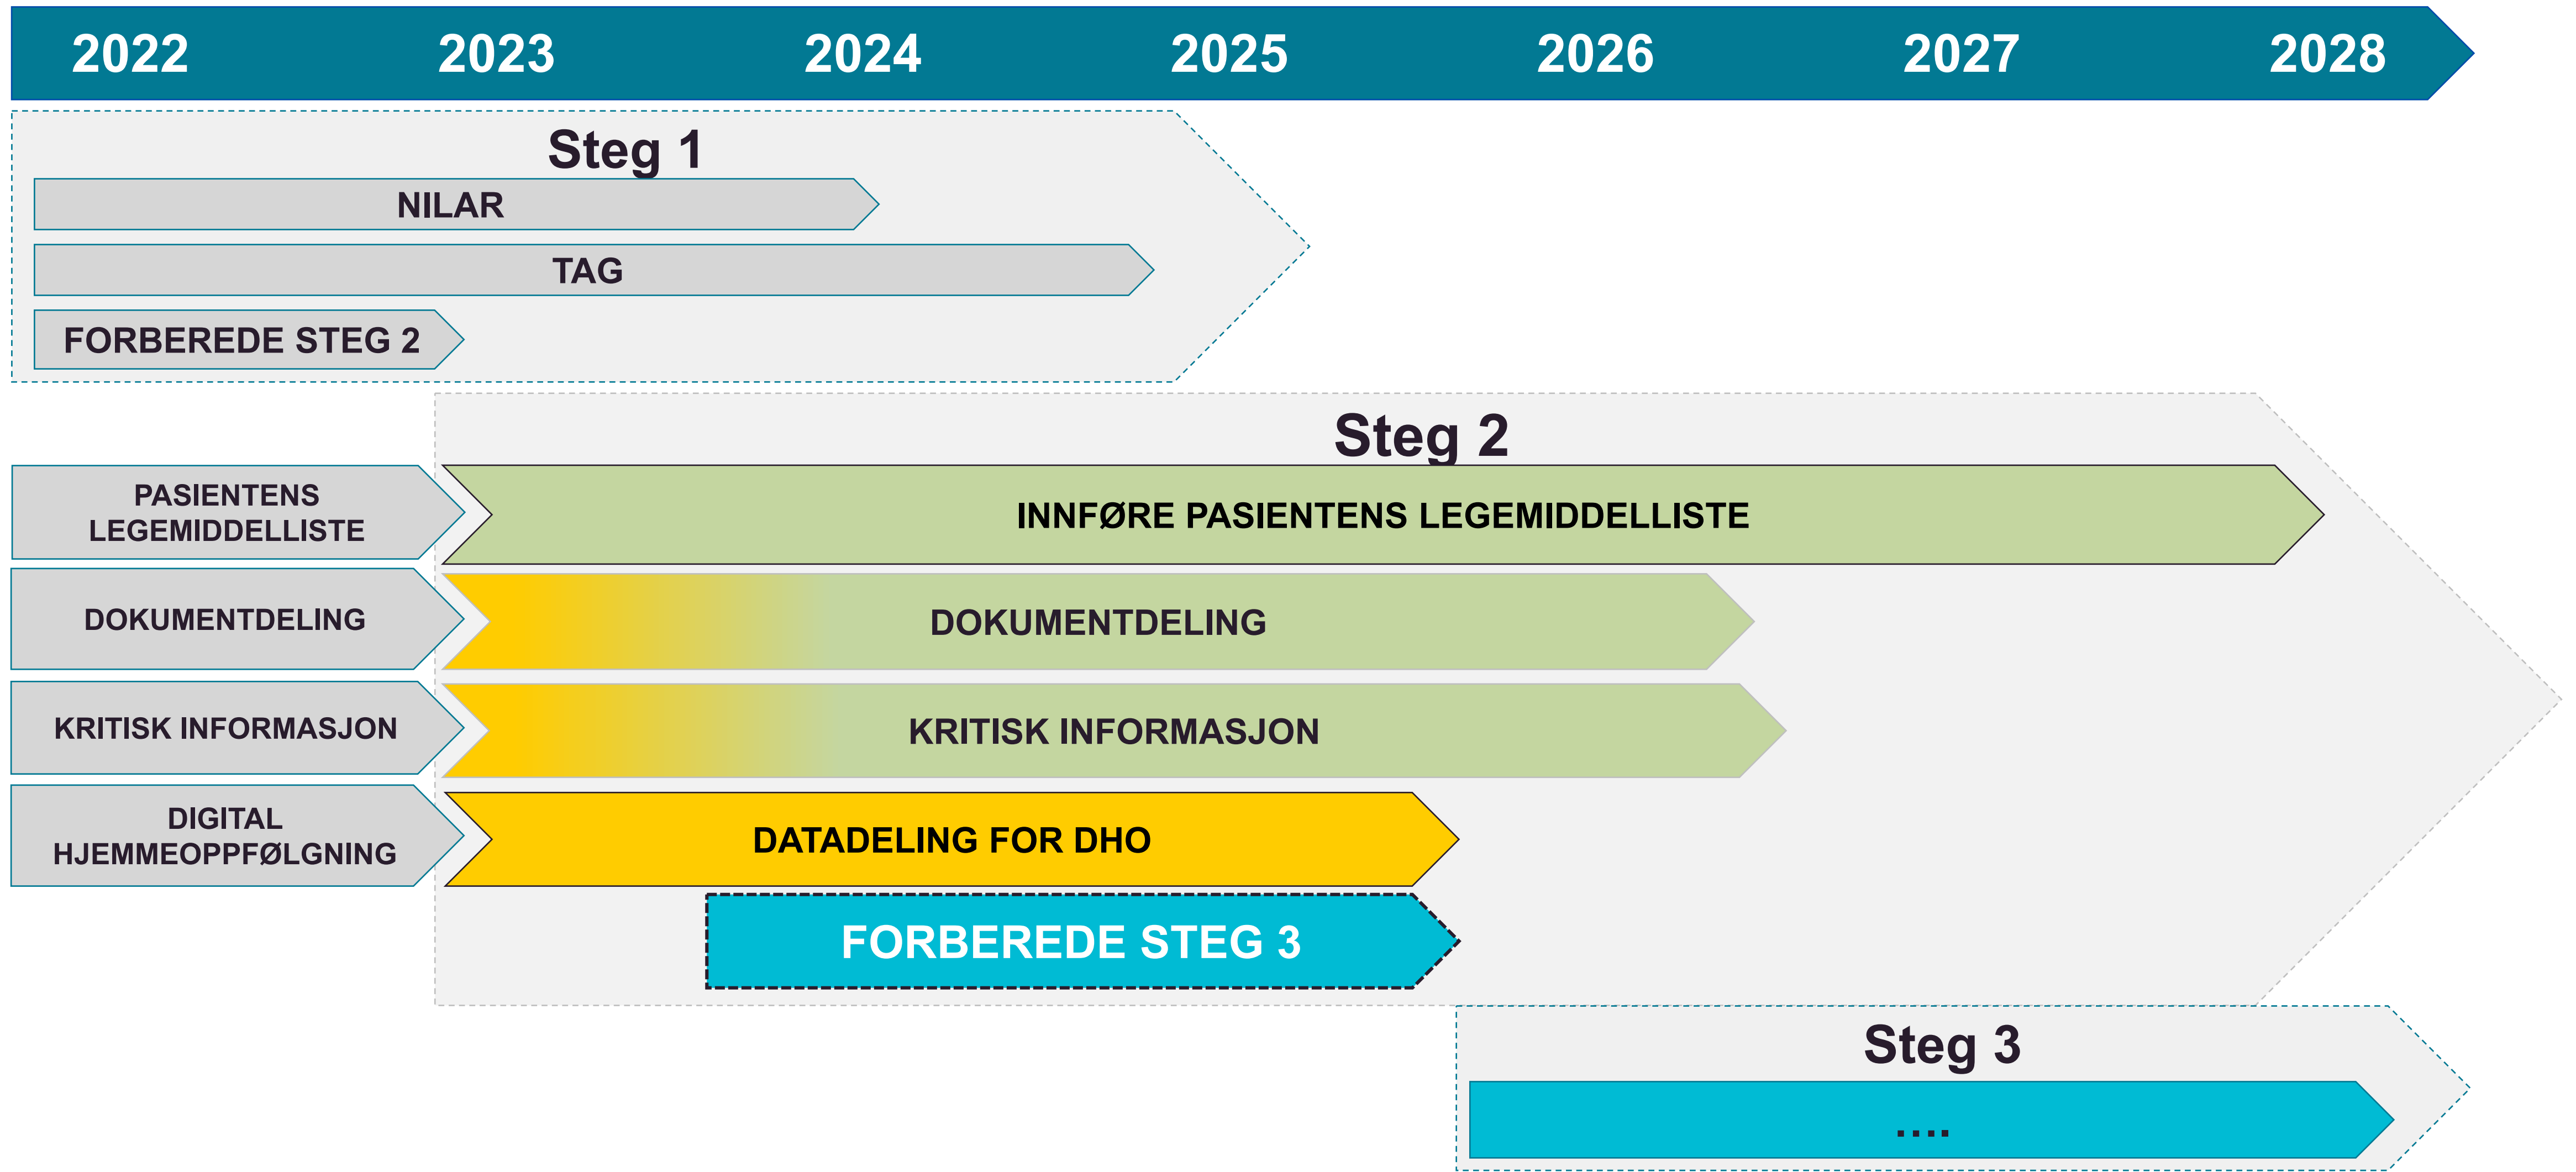 2022 2023 2024 2025 2026 2027 2028
Steg 1
NILAR
TAG
FORBEREDE STEG 2
Steg 2
PASIENTENS
LEGEMIDDELLISTE
INNFØRE PASIENTENS LEGEMIDDELLISTE
DOKUMENTDELING
DOKUMENTDELING
KRITISK INFORMASJON
KRITISK INFORMASJON
DIGITAL
HJEMMEOPPFØLGNING
DATADELING FOR DHO
FORBEREDE STEG 3
Steg 3
....